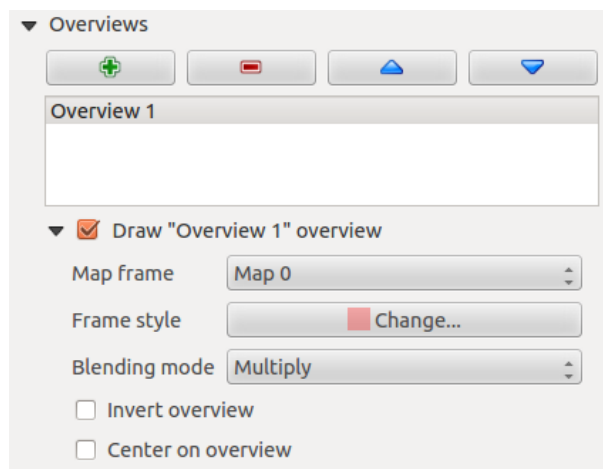 Overviews
Overview 1
Draw "Overview 1" overview
Map frame Map 0
Frame style Change...
Blending mode Multiply
Invert overview
Center on overview